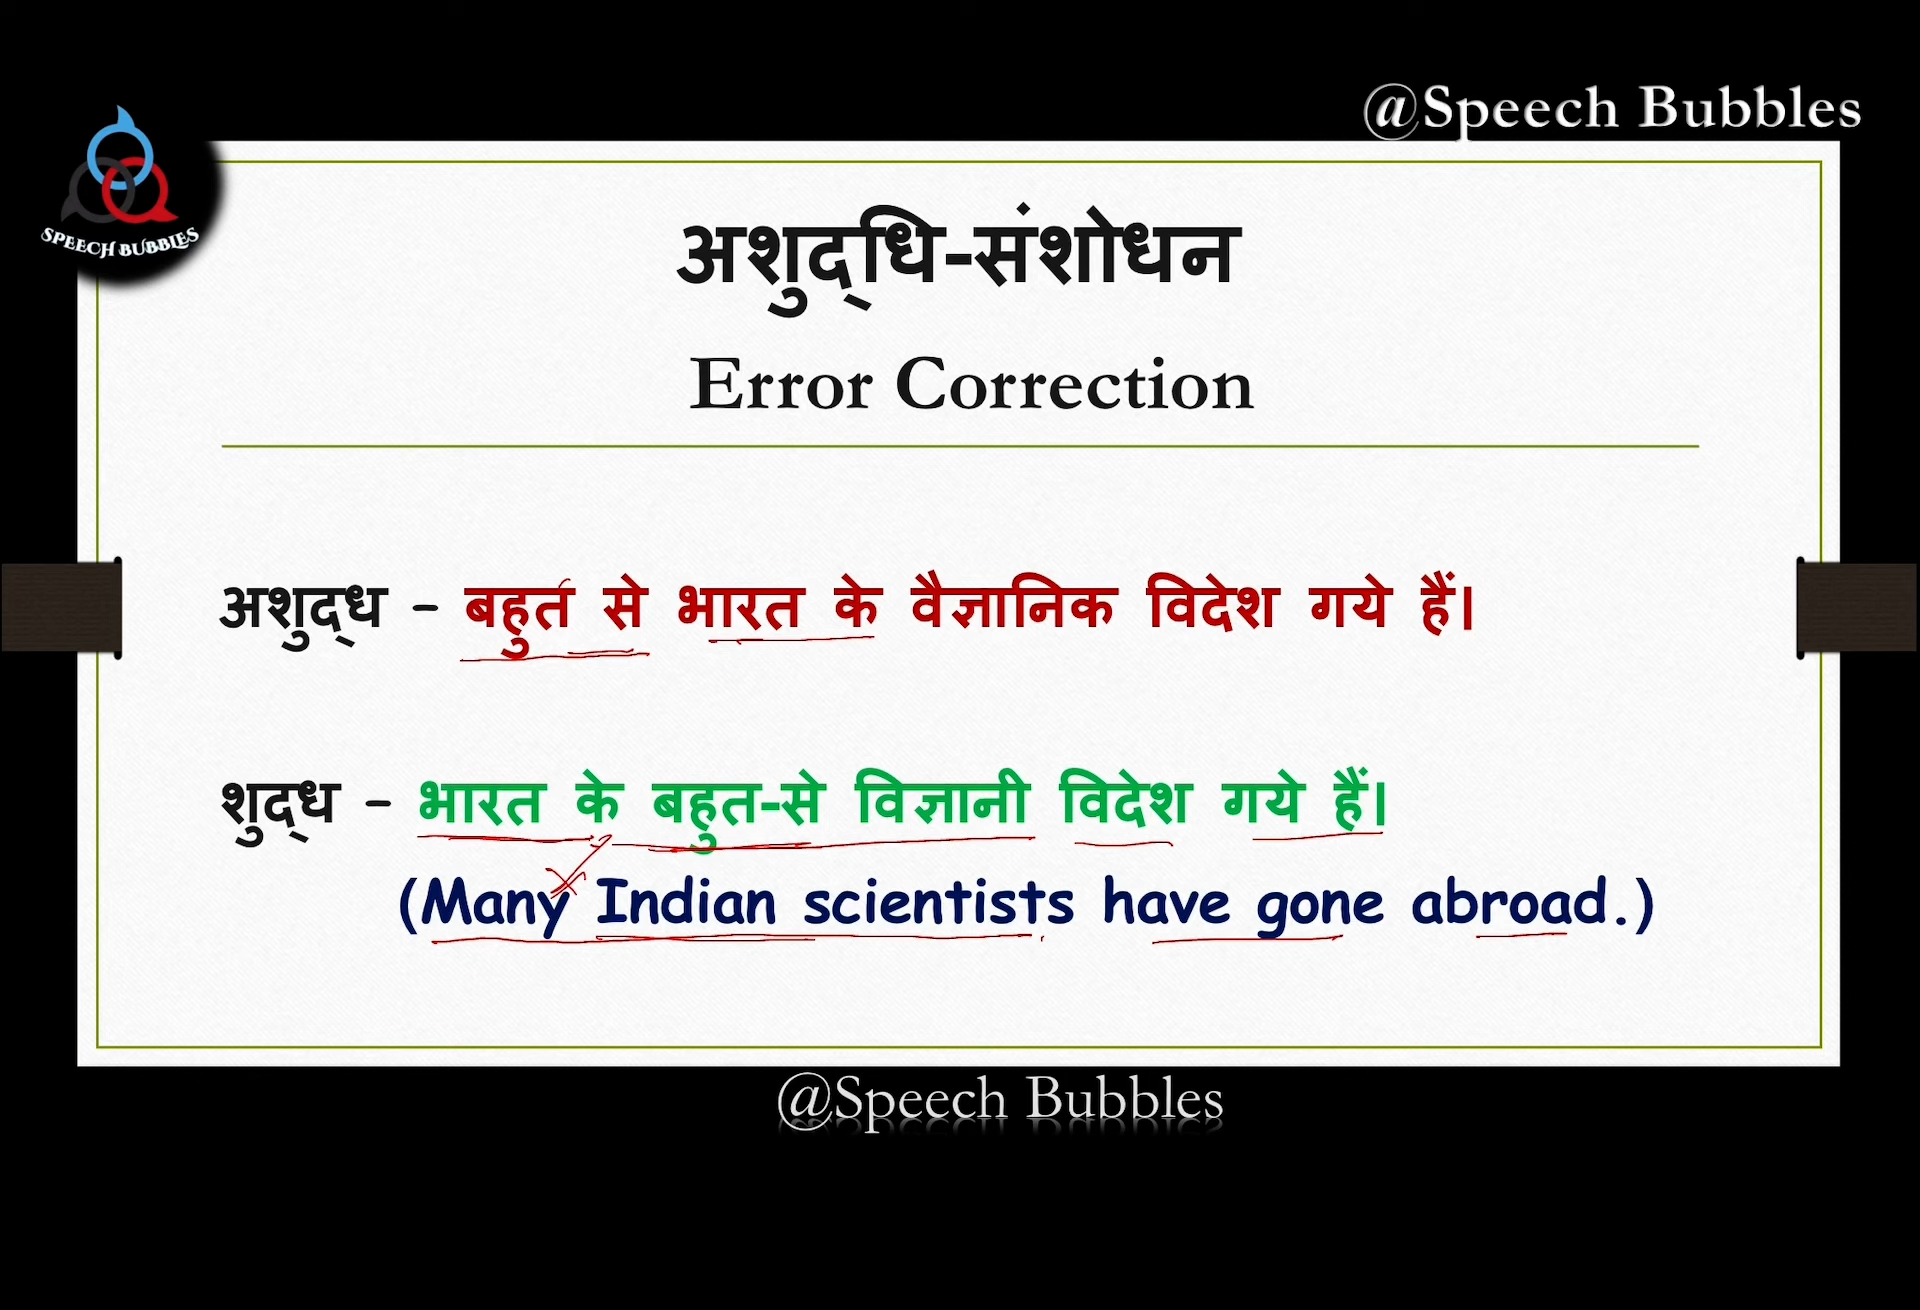 @Speech Bubbles
SPEECH BUBBLES
अशुद्‌धि-संशोधन
Error Correction
अशुद्‌ध – बहुत से भारत के वैज्ञानिक विदेश गये हैं।
शुद्‌ध – भारत के बहुत-से विज्ञानी विदेश गये हैं।
(Many Indian scientists have gone abroad.)
@Speech Bubbles